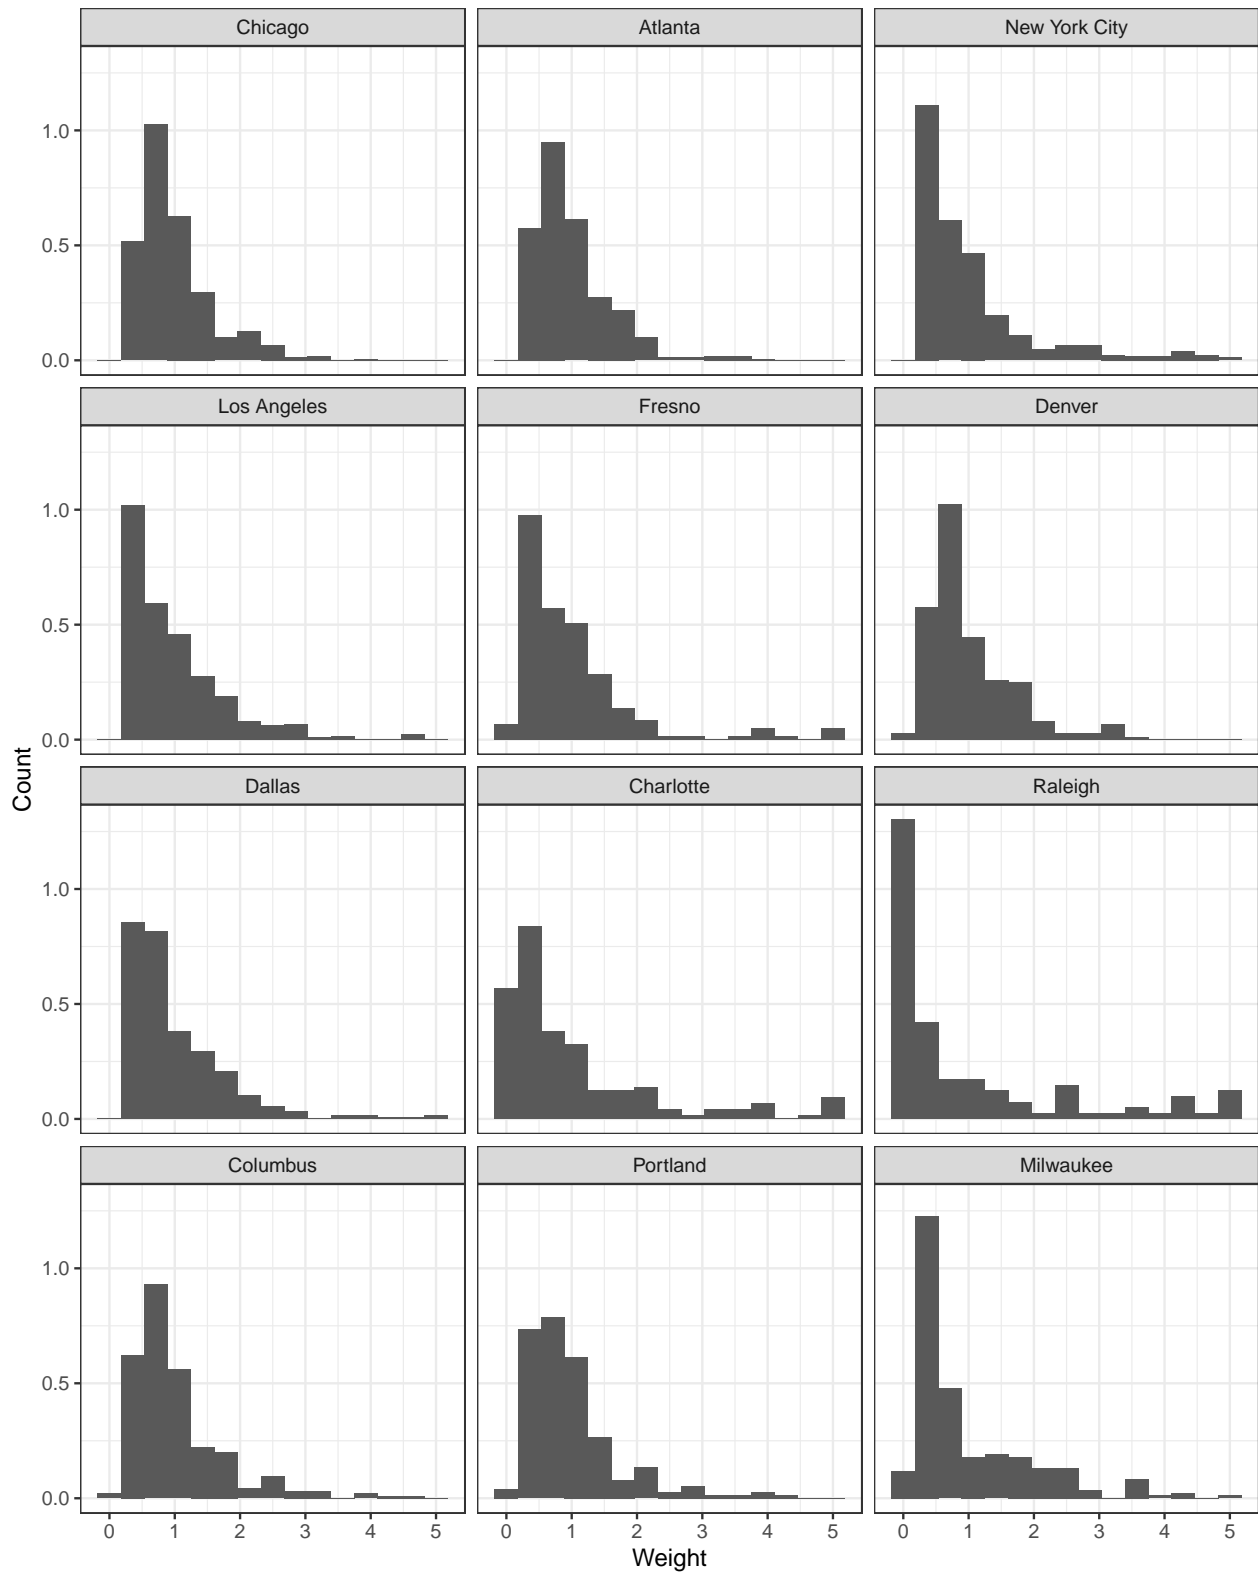 Chicago
Atlanta
New York City
1.0
0.5
0.0
Los Angeles
Fresno
Denver
1.0
0.5
0.0
Count
Dallas
Charlotte
Raleigh
1.0
0.5
0.0
Columbus
Portland
Milwaukee
1.0
0.5
0.0
0 1 2 3 4 5
0 1 2 3 4 5
0 1 2 3 4 5
Weight